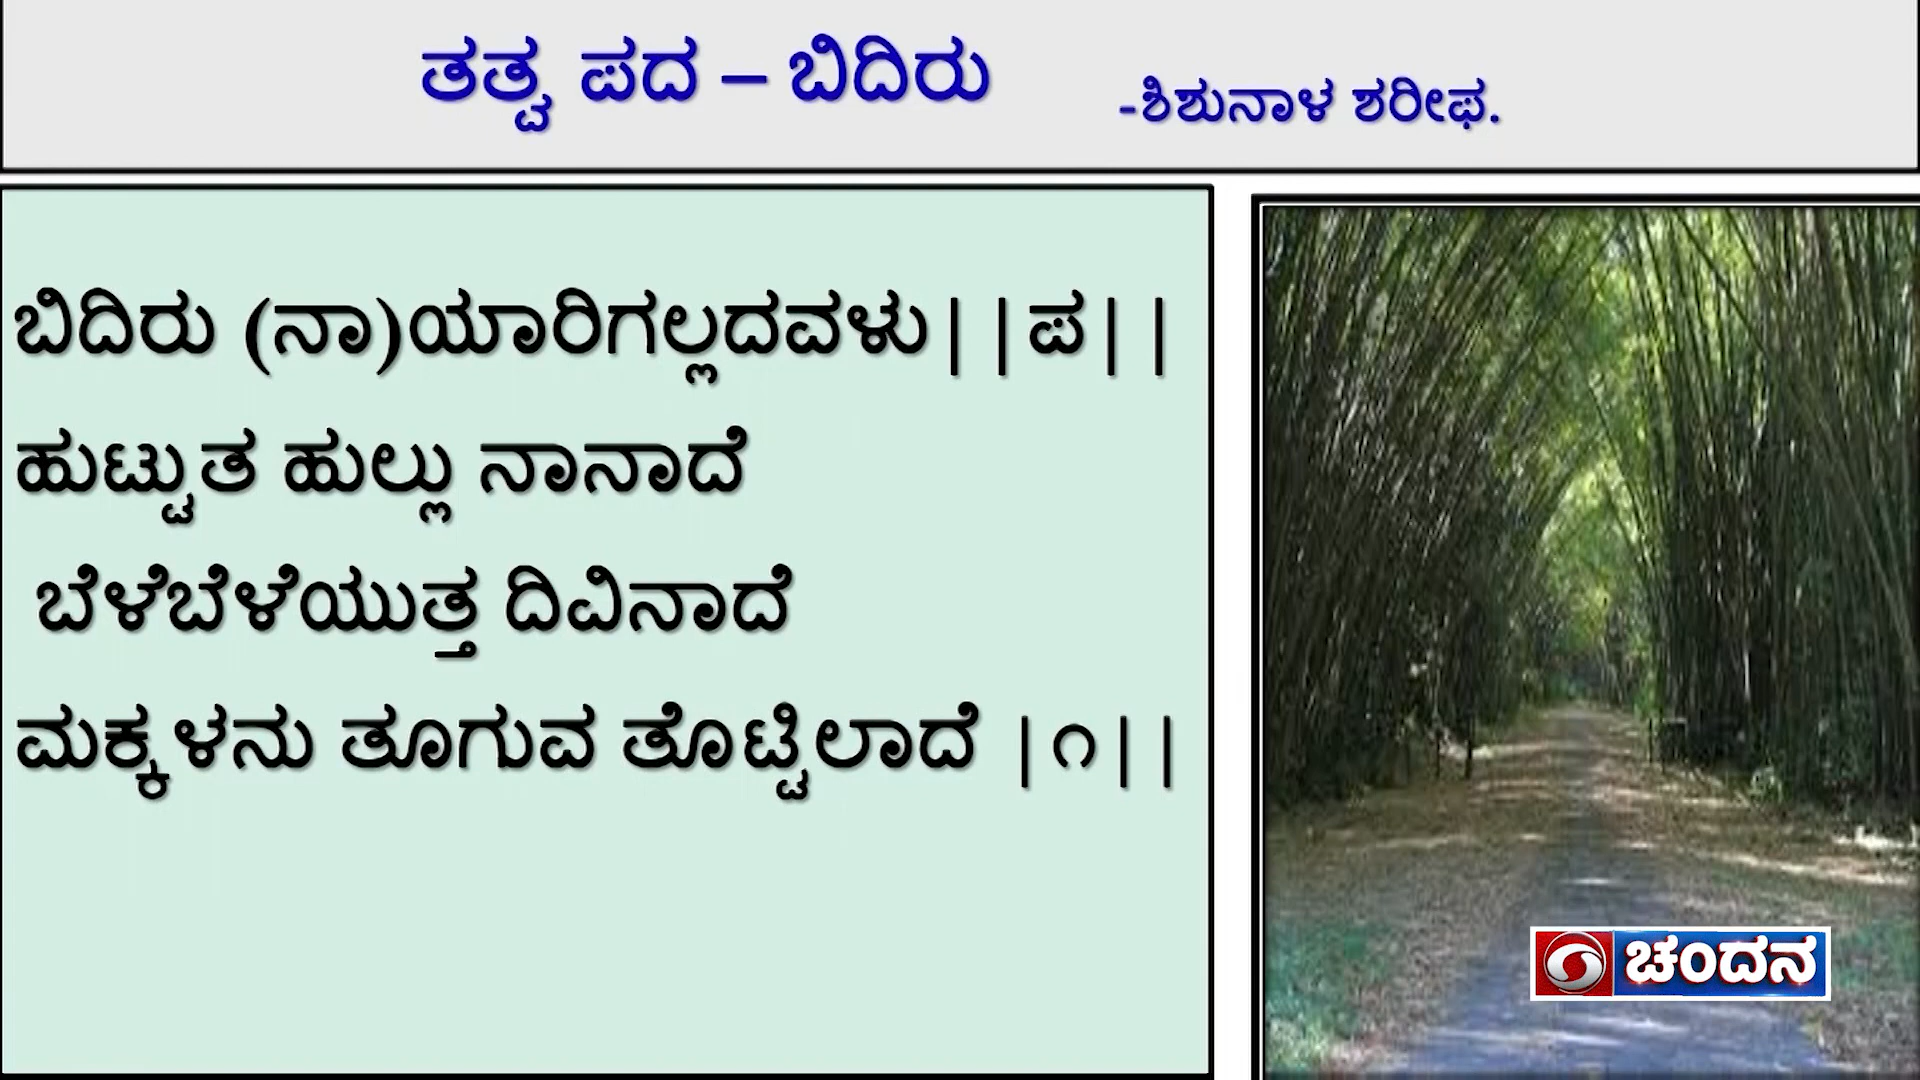 ತತ್ವ ಪದ – ಬಿದಿರು
-ಶಿಶುನಾಳ ಶರೀಫ.
ಬಿದಿರು (ನಾ)ಯಾರಿಗಲ್ಲದವಳು||ಪ||
ಹುಟ್ಟುತ ಹುಲ್ಲು ನಾನಾದೆ
ಬೆಳೆಬೆಳೆಯುತ್ತ ದಿವಿನಾದೆ
ಮಕ್ಕಳನು ತೂಗುವ ತೊಟ್ಟಿಲಾದೆ |೧||
ಚಂದನ